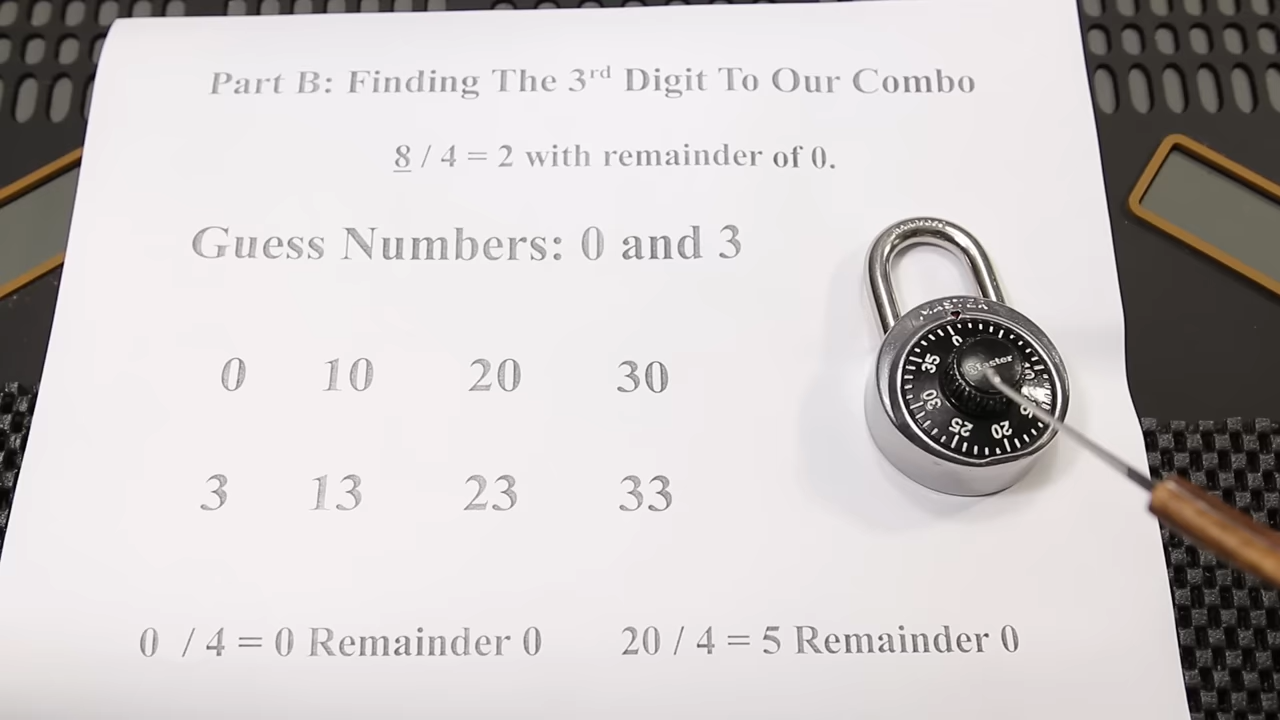 Part B: Finding The 3rd Digit To Our Combo
8 / 4 = 2 with remainder of 0.
Guess Numbers: 0 and 3
0 10 20 30
3 13 23 33
0 / 4 = 0 Remainder 0
20 / 4 = 5 Remainder 0
MASTER
Master
0
35
30
25
20